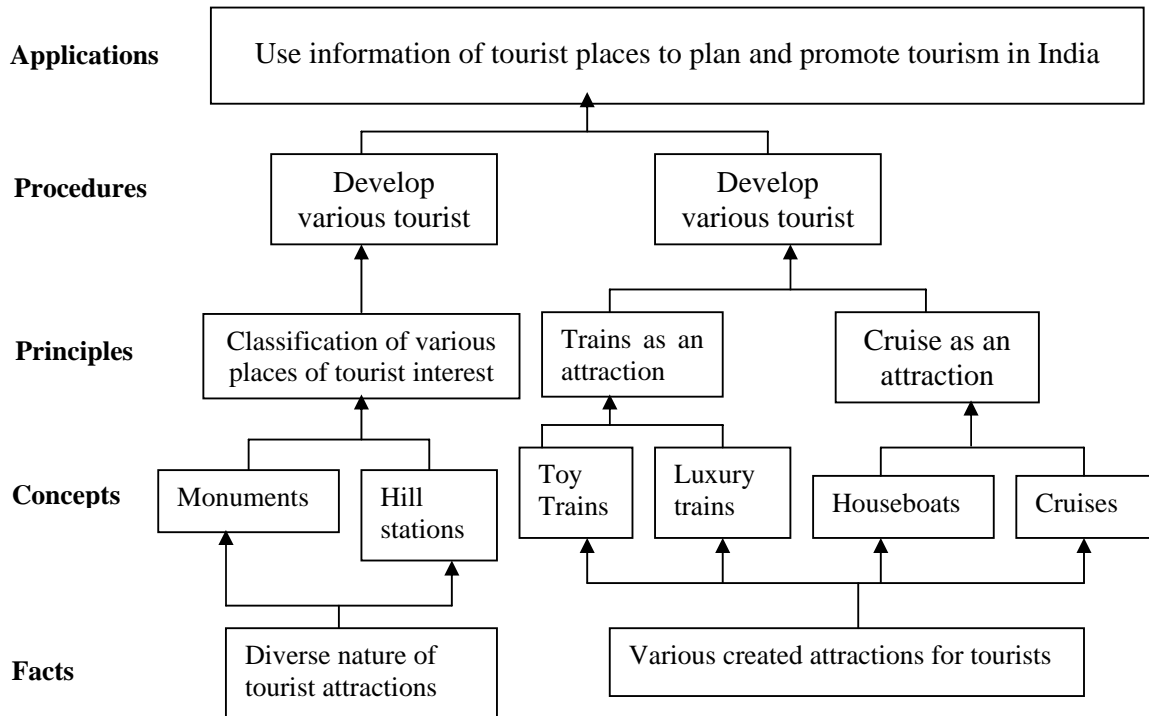 Applications
Use information of tourist places to plan and promote tourism in India
Procedures
Develop
various tourist
Develop
various tourist
Principles
Classification of various
places of tourist interest
Trains as an
attraction
Cruise as an
attraction
Concepts
Monuments
Hill
stations
Toy
Trains
Luxury
trains
Houseboats
Cruises
Facts
Diverse nature of
tourist attractions
Various created attractions for tourists